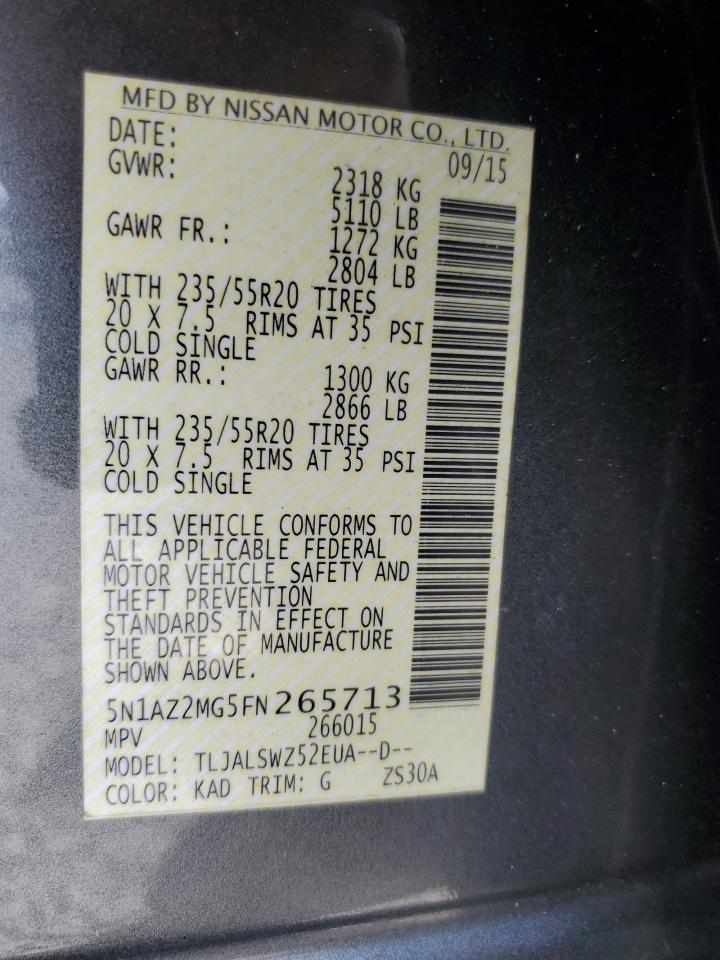 MFD BY NISSAN MOTOR CO., LTD.
DATE: 09/15
GVWR: 2318 KG
5110 LB
GAWR FR.: 1272 KG
2804 LB
WITH 235/55R20 TIRES
20 X 7.5 RIMS AT 35 PSI
COLD SINGLE
GAWR RR.: 1300 KG
2866 LB
WITH 235/55R20 TIRES
20 X 7.5 RIMS AT 35 PSI
COLD SINGLE
THIS VEHICLE CONFORMS TO
ALL APPLICABLE FEDERAL
MOTOR VEHICLE SAFETY AND
THEFT PREVENTION
STANDARDS IN EFFECT ON
THE DATE OF MANUFACTURE
SHOWN ABOVE.
5N1AZ2MG5FN265713
MPV 266015
MODEL: TLJALSWZ52EUA--D--
COLOR: KAD TRIM: G ZS30A